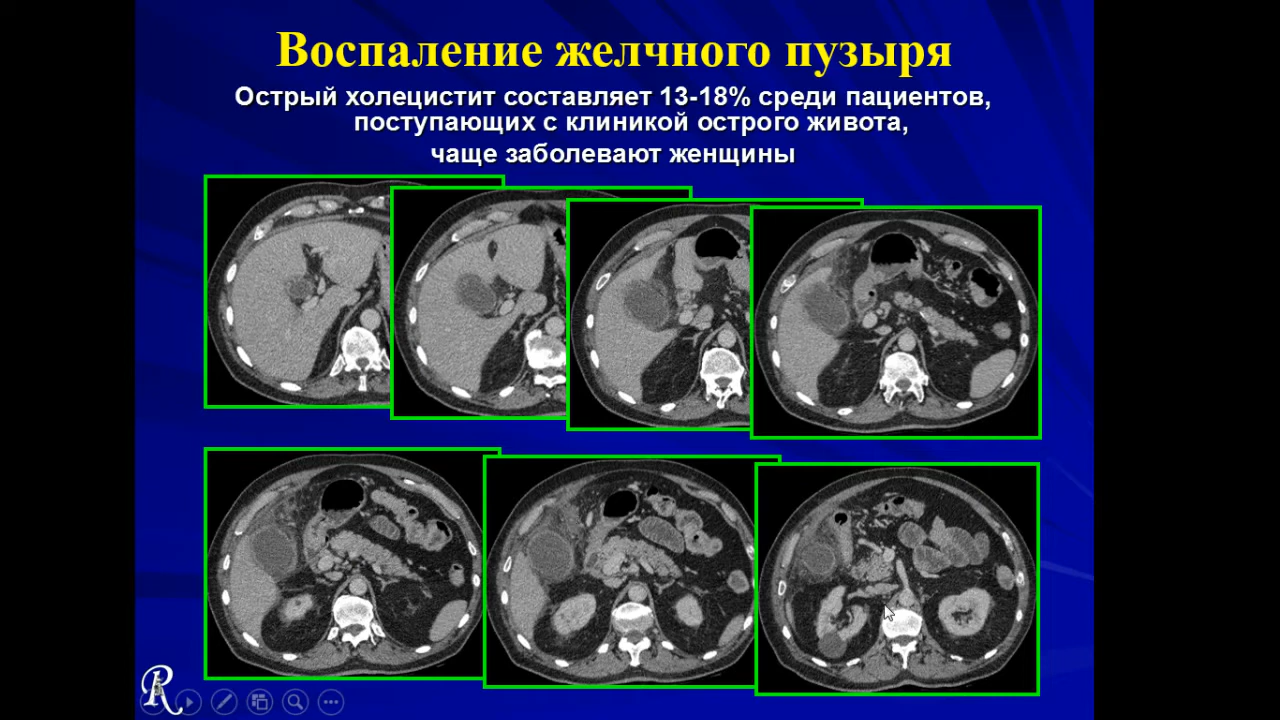 Воспаление желчного пузыря
Острый холецистит составляет 13-18% среди пациентов,
поступающих с клиникой острого живота,
чаще заболевают женщины
R